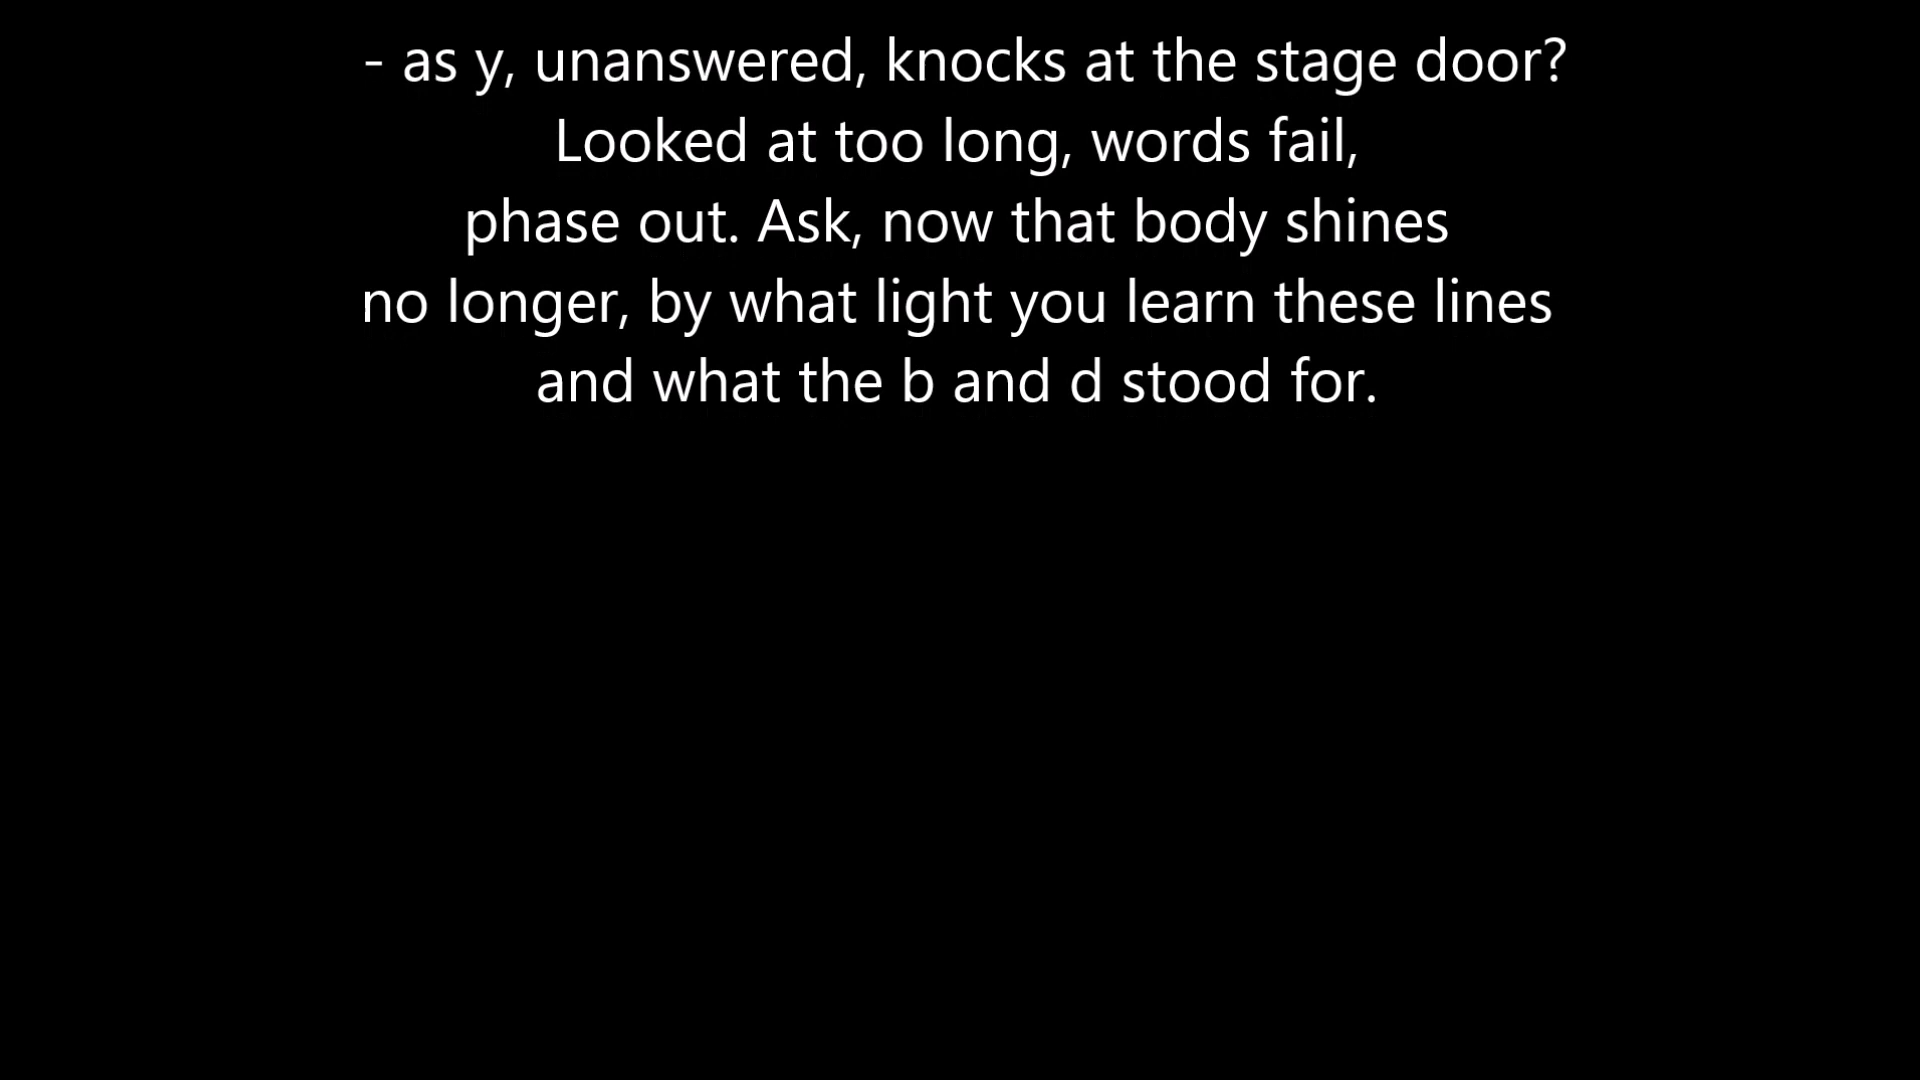 - as y, unanswered, knocks at the stage door?
Looked at too long, words fail,
phase out. Ask, now that body shines
no longer, by what light you learn these lines
and what the b and d stood for.